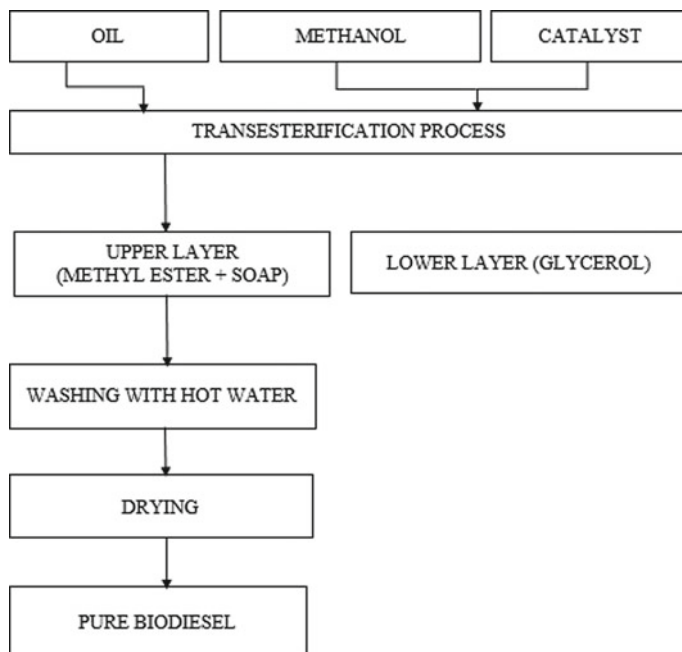 OIL
METHANOL
CATALYST
TRANSESTERIFICATION PROCESS
UPPER LAYER
(METHYL ESTER + SOAP)
LOWER LAYER (GLYCEROL)
WASHING WITH HOT WATER
DRYING
PURE BIODIESEL